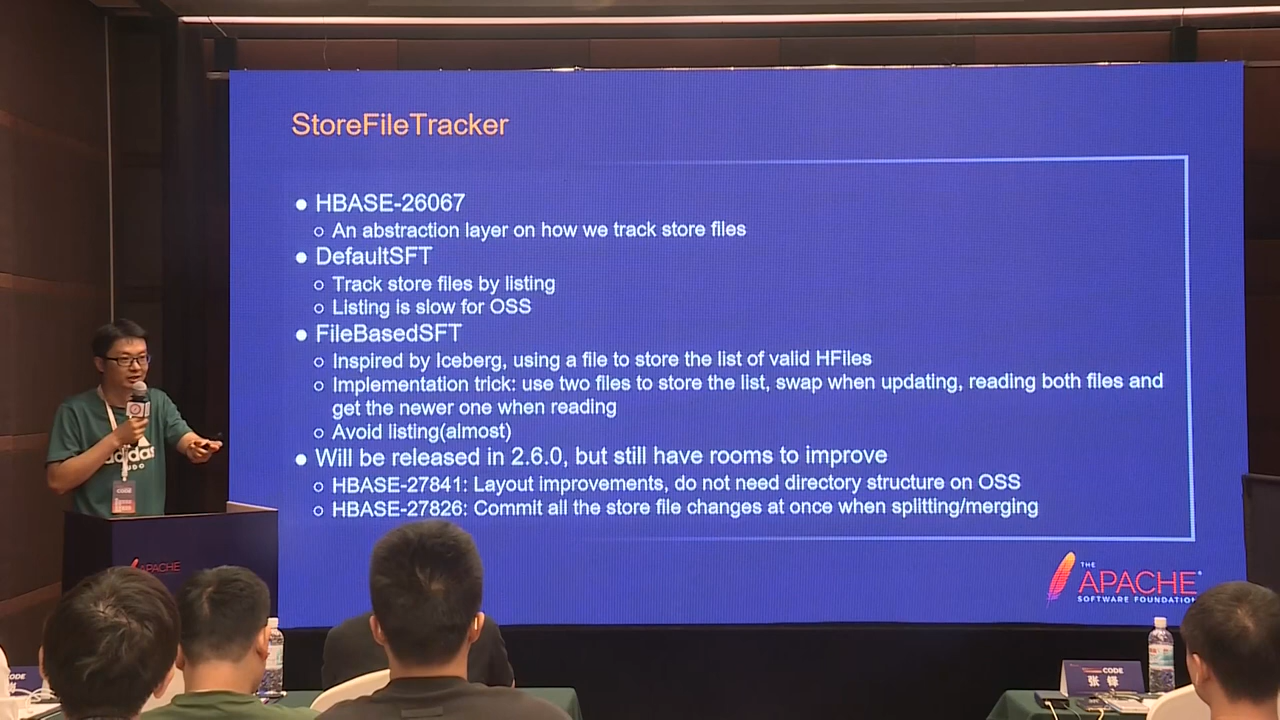 StoreFileTracker
● HBASE-26067
○ An abstraction layer on how we track store files
● DefaultSFT
○ Track store files by listing
○ Listing is slow for OSS
● FileBasedSFT
○ Inspired by Iceberg, using a file to store the list of valid HFiles
○ Implementation trick: use two files to store the list, swap when updating, reading both files and
get the newer one when reading
○ Avoid listing(almost)
● Will be released in 2.6.0, but still have rooms to improve
○ HBASE-27841: Layout improvements, do not need directory structure on OSS
○ HBASE-27826: Commit all the store file changes at once when splitting/merging
THE
APACHE
SOFTWARE FOUNDATION
adidas
CODE
APACHE
CODE
CODE
张铎